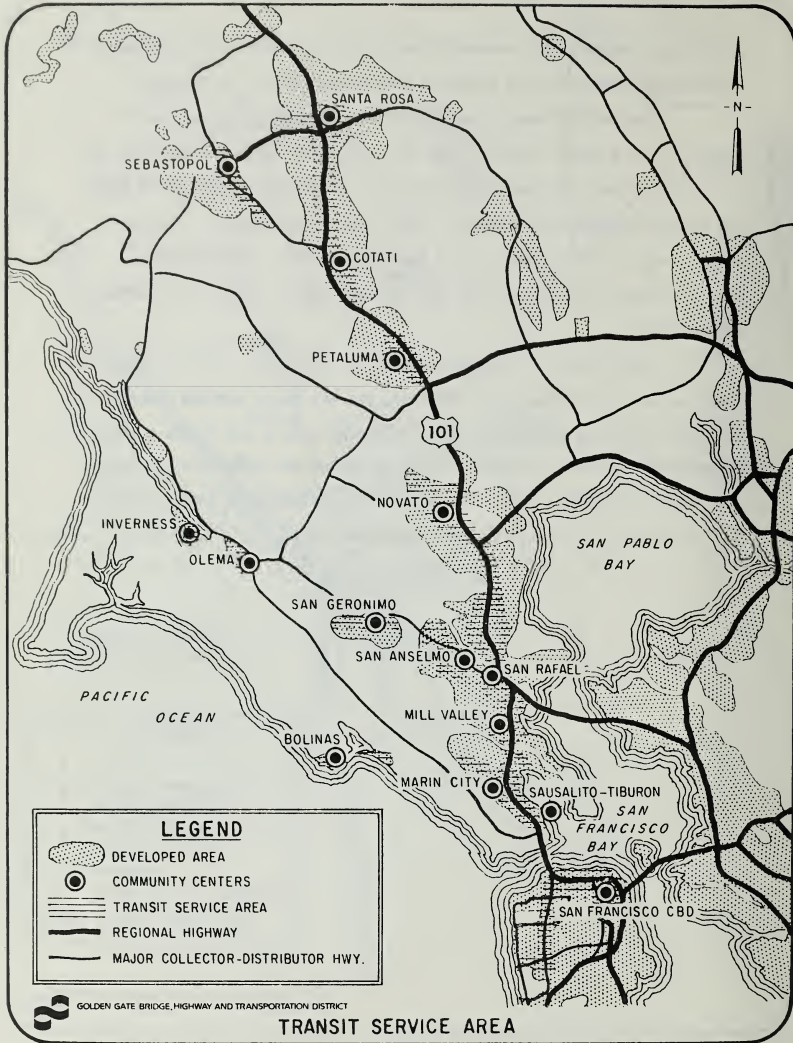 SANTA ROSA
-N-
SEBASTOPOL
COTATI
PETALUMA
101
NOVATO
INVERNESS
OLEMA
SAN PABLO
BAY
SAN GERONIMO
SAN ANSELMO
SAN RAFAEL
PACIFIC
OCEAN
MILL VALLEY
BOLINAS
MARIN CITY
SAUSALITO-TIBURON
SAN
FRANCISCO
BAY
SAN FRANCISCO CBD
LEGEND
DEVELOPED AREA
COMMUNITY CENTERS
TRANSIT SERVICE AREA
REGIONAL HIGHWAY
MAJOR COLLECTOR-DISTRIBUTOR HWY.
GOLDEN GATE BRIDGE, HIGHWAY AND TRANSPORTATION DISTRICT
TRANSIT SERVICE AREA